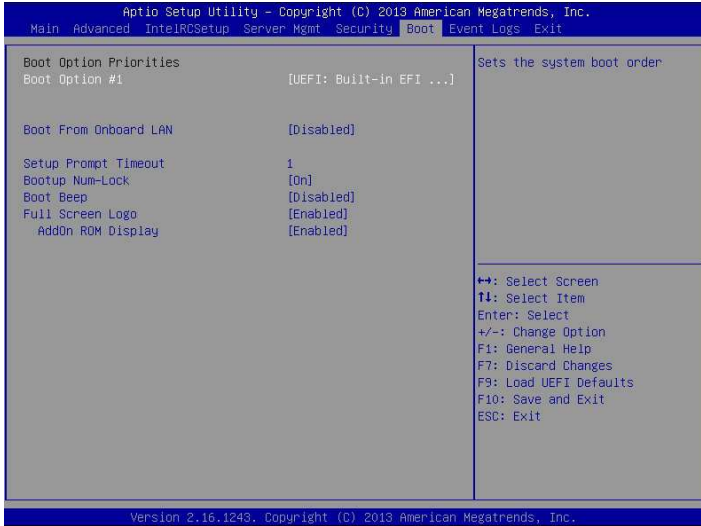 Aptio Setup Utility – Copyright (C) 2013 American Megatrends, Inc.
Main Advanced IntelRCSetup Server Mgmt Security Boot Event Logs Exit
Boot Option Priorities
Boot Option #1 [UEFI: Built-in EFI ...]
Boot From Onboard LAN [Disabled]
Setup Prompt Timeout 1
Bootup Num-Lock [On]
Boot Beep [Disabled]
Full Screen Logo [Enabled]
AddOn ROM Display [Enabled]
Sets the system boot order
↔: Select Screen
↑↓: Select Item
Enter: Select
+/-: Change Option
F1: General Help
F7: Discard Changes
F9: Load UEFI Defaults
F10: Save and Exit
ESC: Exit
Version 2.16.1243. Copyright (C) 2013 American Megatrends, Inc.